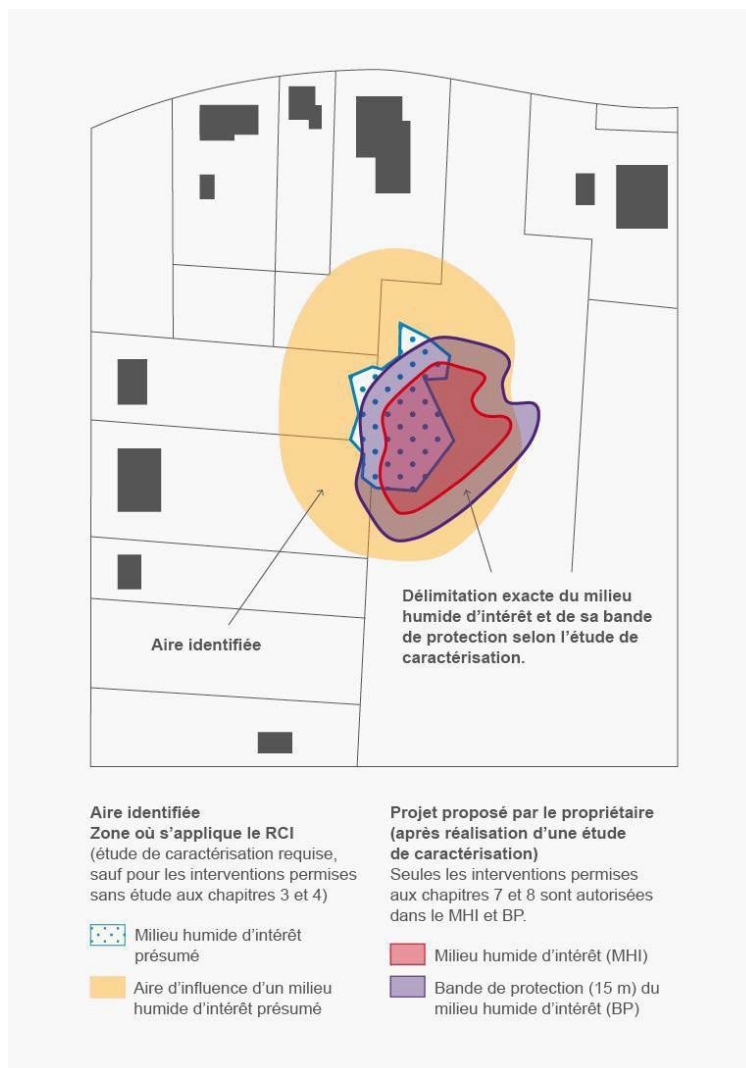 Aire identifiée
Délimitation exacte du milieu
humide d'intérêt et de sa bande
de protection selon l'étude de
caractérisation.
Aire identifiée
Zone où s'applique le RCI
(étude de caractérisation requise,
sauf pour les interventions permises
sans étude aux chapitres 3 et 4)
Milieu humide d'intérêt
présumé
Aire d'influence d'un milieu
humide d'intérêt présumé
Projet proposé par le propriétaire
(après réalisation d'une étude
de caractérisation)
Seules les interventions permises
aux chapitres 7 et 8 sont autorisées
dans le MHI et BP.
Milieu humide d'intérêt (MHI)
Bande de protection (15 m) du
milieu humide d'intérêt (BP)